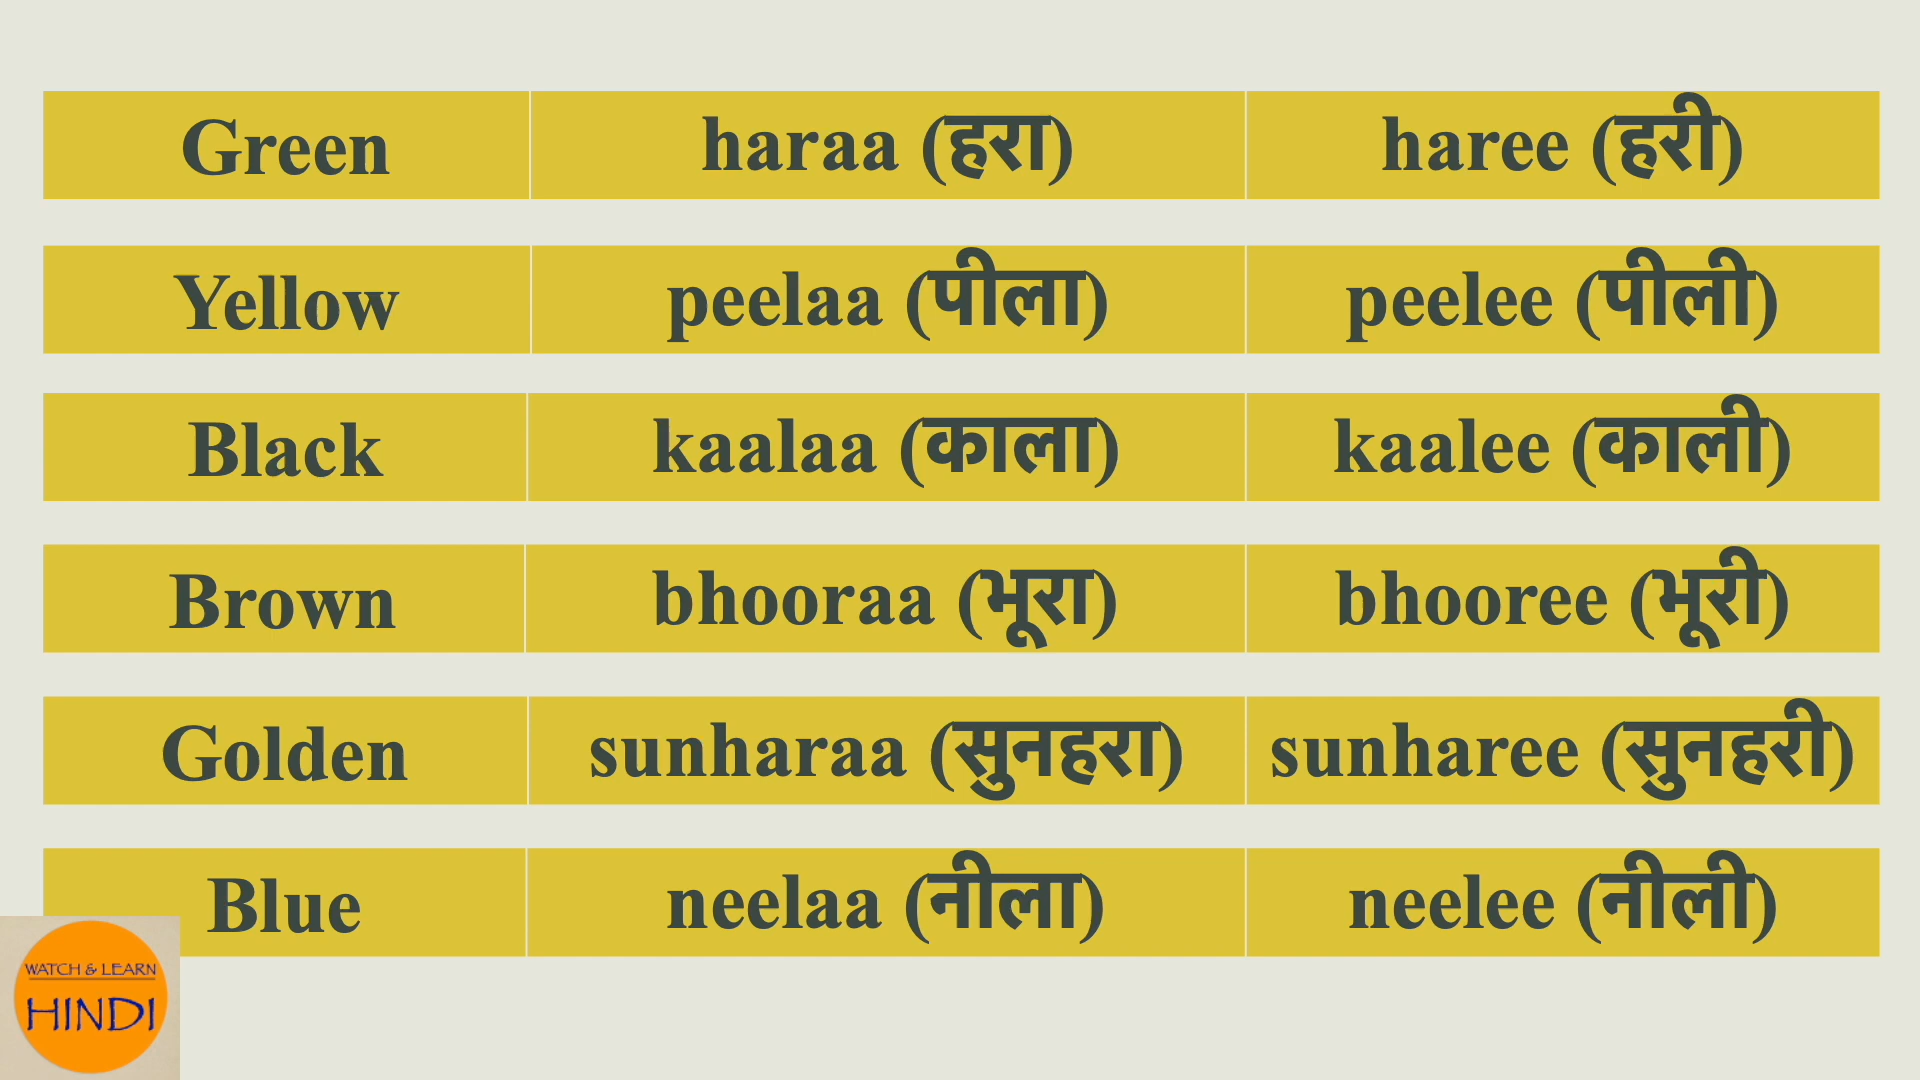 Green haraa (हरा) haree (हरी)
Yellow peelaa (पीला) peelee (पीली)
Black kaalaa (काला) kaalee (काली)
Brown bhooraa (भूरा) bhooree (भूरी)
Golden sunharaa (सुनहरा) sunharee (सुनहरी)
Blue neelaa (नीला) neelee (नीली)
WATCH & LEARN
HINDI